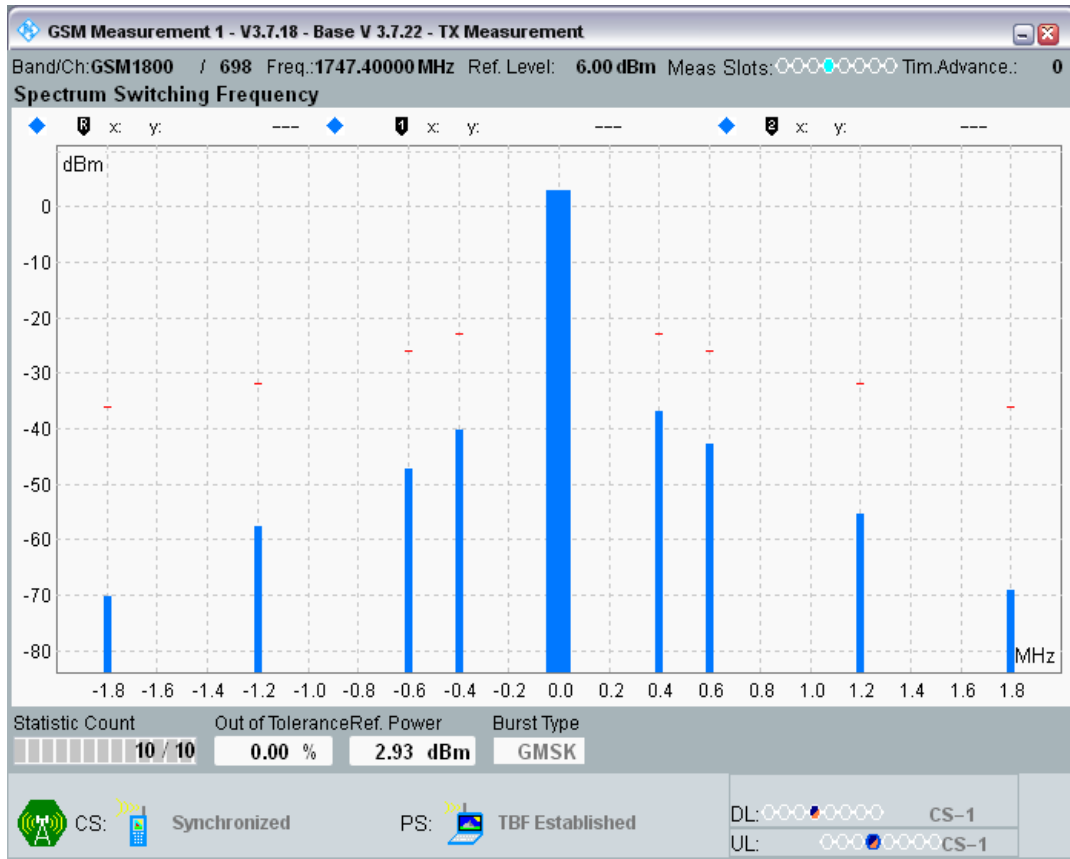 GSM Measurement 1 - V3.7.18 - Base V 3.7.22 - TX Measurement
Band/Ch:GSM1800 / 698 Freq.:1747.40000 MHz Ref. Level: 6.00 dBm Meas Slots: Tim.Advance.: 0
Spectrum Switching Frequency
R x: y: --- 1 x: y: --- 2 x: y: ---
dBm
0
-10
-20
-30
-40
-50
-60
-70
-80
MHz
-1.8 -1.6 -1.4 -1.2 -1.0 -0.8 -0.6 -0.4 -0.2 0.0 0.2 0.4 0.6 0.8 1.0 1.2 1.4 1.6 1.8
Statistic Count Out of Tolerance Ref. Power Burst Type
10 / 10 0.00 % 2.93 dBm GMSK
CS: Synchronized PS: TBF Established
DL: CS-1
UL: CS-1